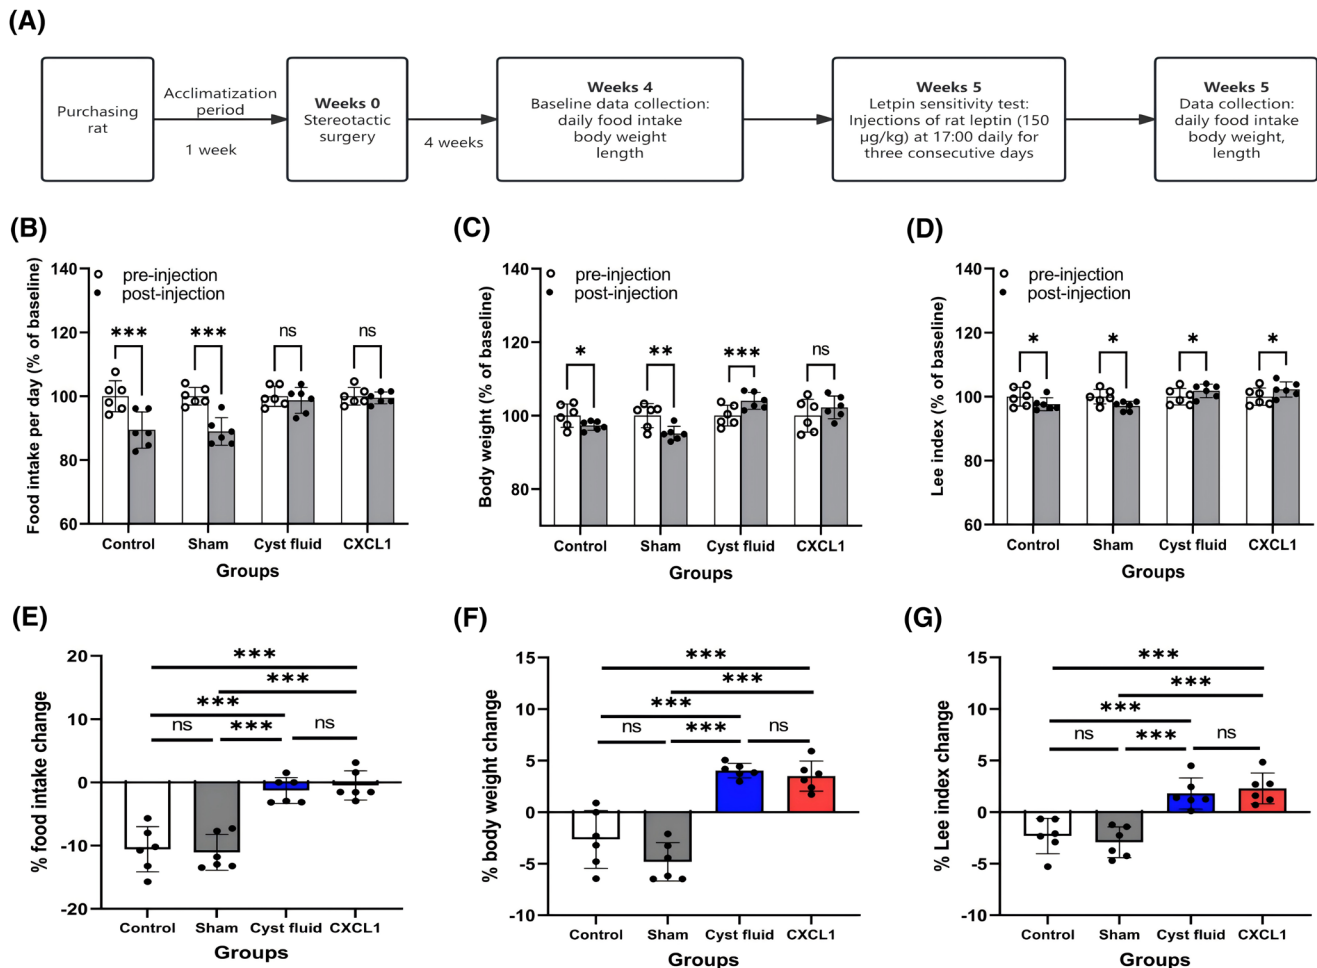 (A)
Purchasing
rat
Acclimatization
period
1 week
Weeks 0
Stereotactic
surgery
4 weeks
Weeks 4
Baseline data collection:
daily food intake
body weight
length
Weeks 5
Letpin sensitivity test:
Injections of rat leptin (150
μg/kg) at 17:00 daily for
three consecutive days
Weeks 5
Data collection:
daily food intake
body weight,
length
(B)
Food intake per day (% of baseline)
140
120
100
80
60
pre-injection
post-injection
***
***
ns
ns
Control Sham Cyst fluid CXCL1
Groups
(C)
Body weight (% of baseline)
140
120
100
80
pre-injection
post-injection
*
**
***
ns
Control Sham Cyst fluid CXCL1
Groups
(D)
Lee index (% of baseline)
140
120
100
80
60
pre-injection
post-injection
*
*
*
*
Control Sham Cyst fluid CXCL1
Groups
(E)
% food intake change
20
10
0
-10
-20
***
***
***
ns *** ns
Control Sham Cyst fluid CXCL1
Groups
(F)
% body weight change
15
10
5
0
-5
-10
***
***
***
ns *** ns
Control Sham Cyst fluid CXCL1
Groups
(G)
% Lee index change
15
10
5
0
-5
-10
***
***
***
ns *** ns
Control Sham Cyst fluid CXCL1
Groups